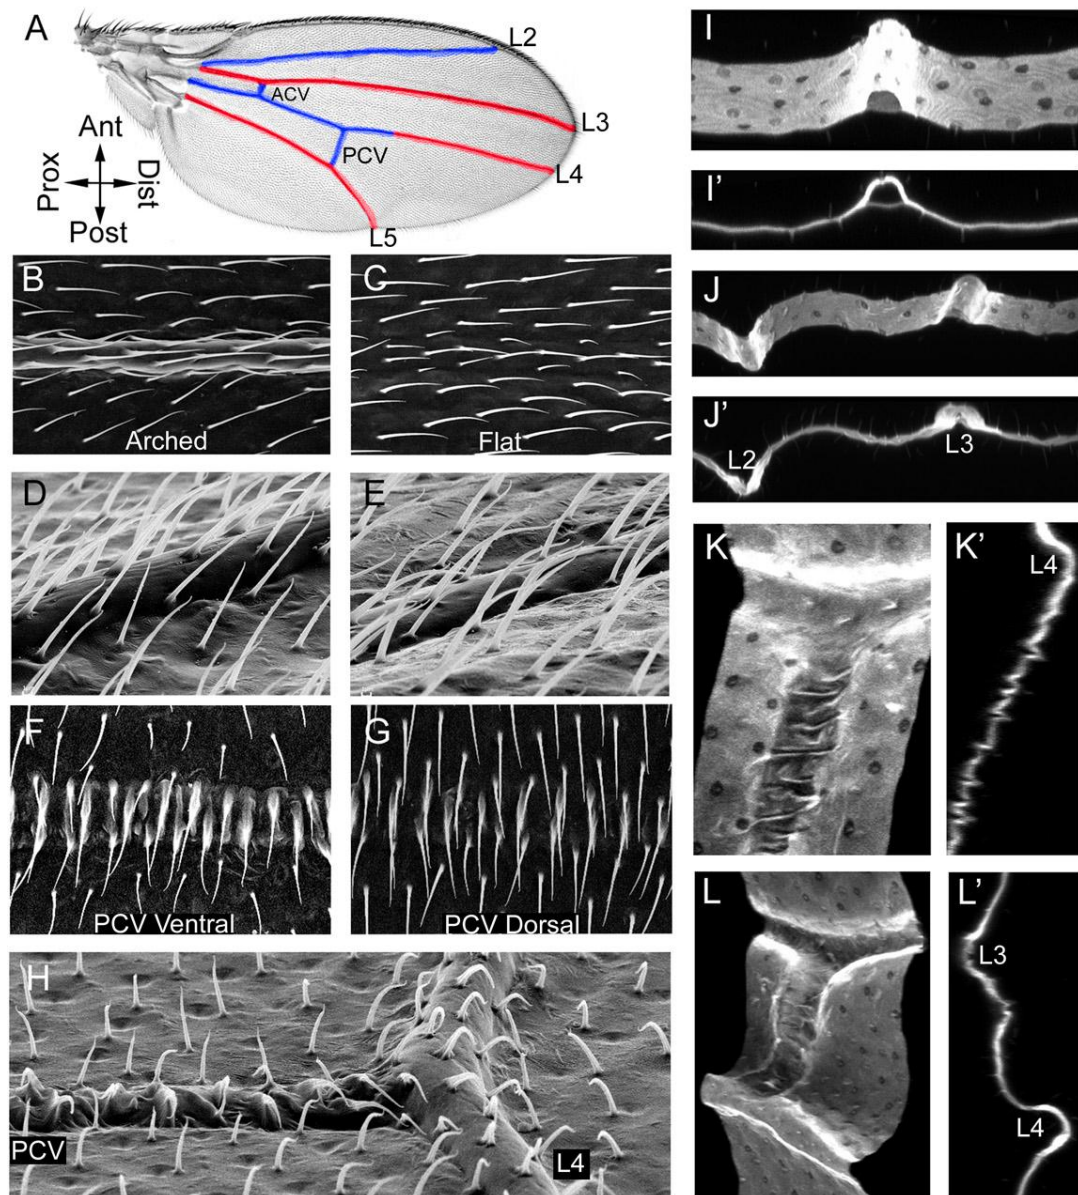 A
L2
ACV
Ant
L3
PCV
Prox
Dist
L4
Post
L5
B
Arched
C
Flat
D
E
F
PCV Ventral
G
PCV Dorsal
H
PCV
L4
I
I'
J
J'
L2
L3
K
K'
L4
L
L'
L3
L4